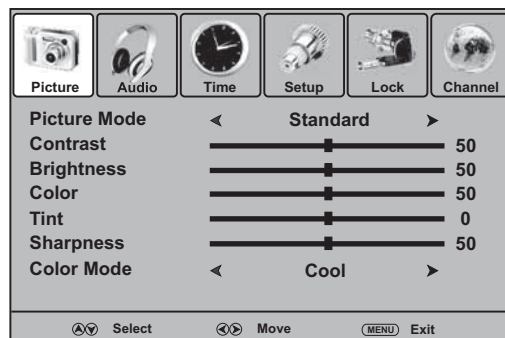 Picture Audio Time Setup Lock Channel
Picture Mode Standard
Contrast 50
Brightness 50
Color 50
Tint 0
Sharpness 50
Color Mode Cool
Select Move MENU Exit